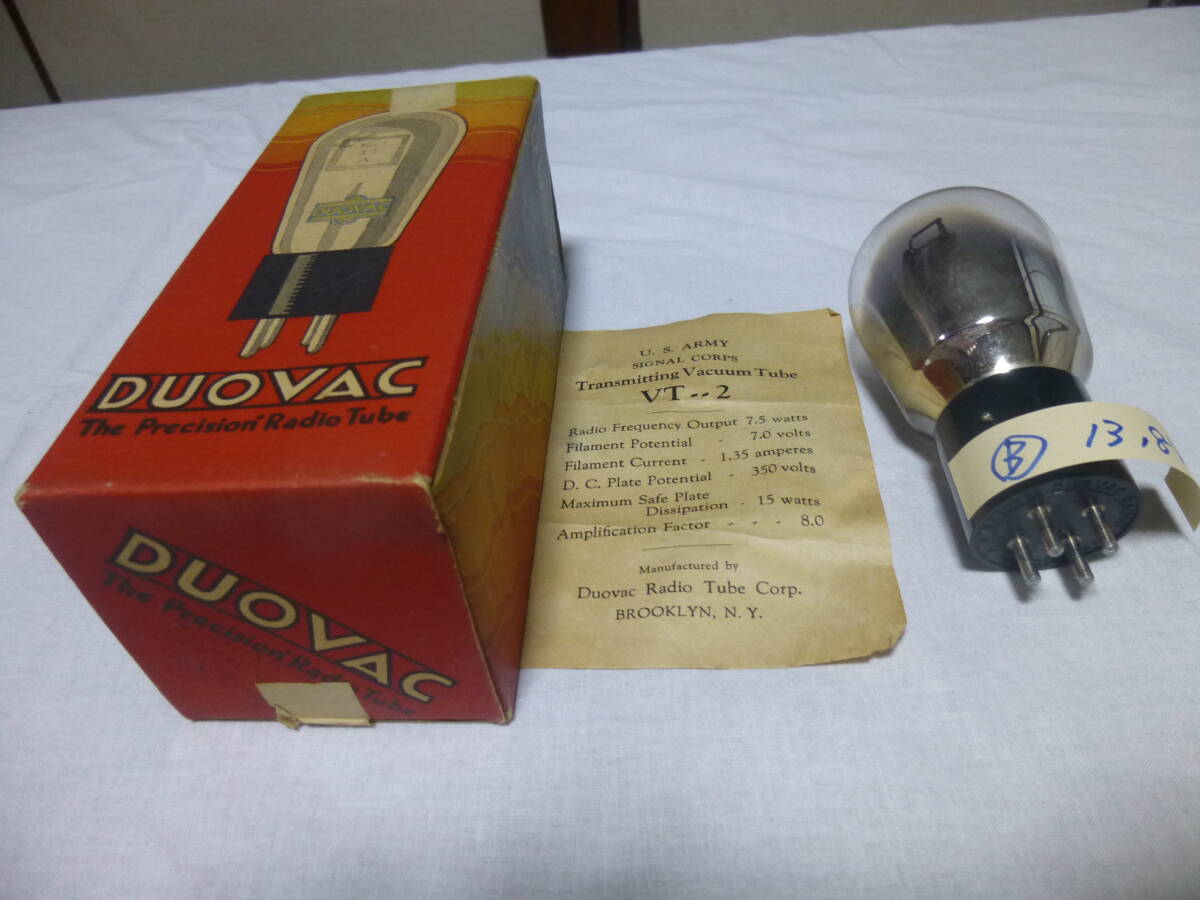 DUOVAC
DUOVAC
The Precision Radio Tube
DUOVAC
The Precision Radio Tube
U. S. ARMY
SIGNAL CORPS
Transmitting Vacuum Tube
VT--2
Radio Frequency Output 7.5 watts
Filament Potential - 7.0 volts
Filament Current - 1.35 amperes
D. C. Plate Potential - 350 volts
Maximum Safe Plate
Dissipation - 15 watts
Amplification Factor - - - 8.0
Manufactured by
Duovac Radio Tube Corp.
BROOKLYN, N. Y.
B 13,8